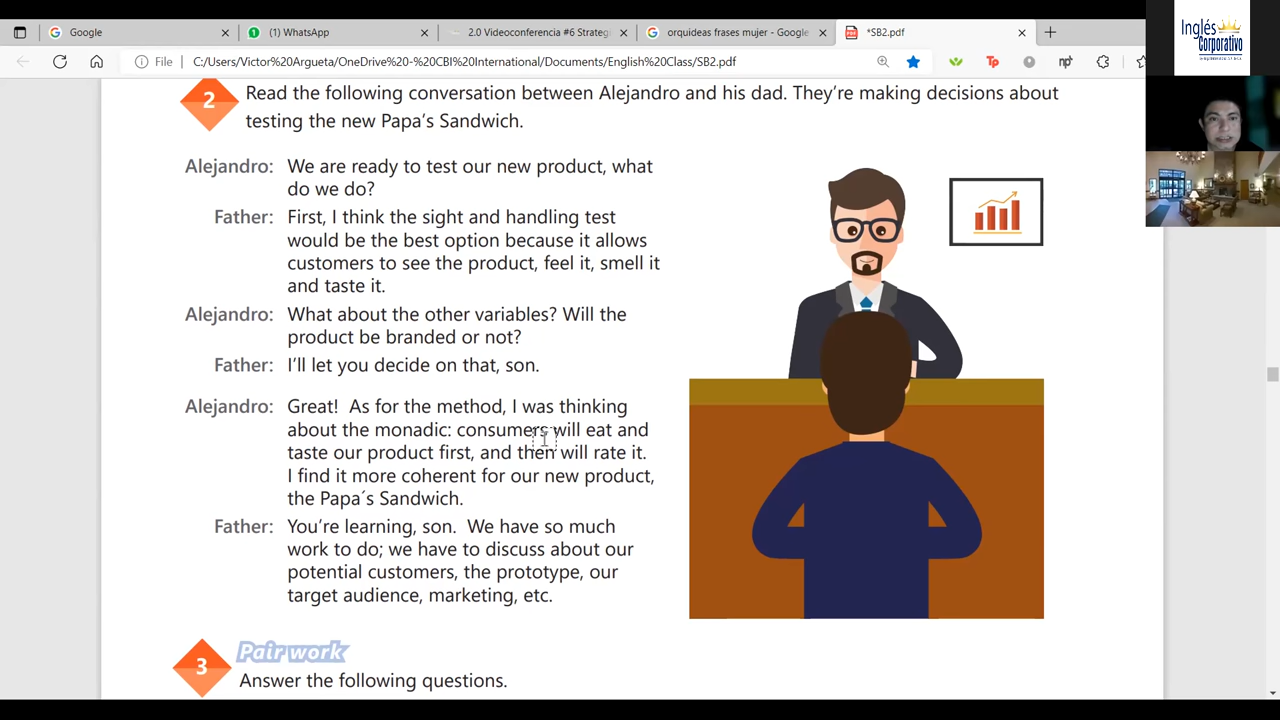 Google
(1) WhatsApp
2.0 Videoconferencia #6 Strateg
orquideas frases mujer - Google
*SB2.pdf
File
C:/Users/Victor%20Argueta/OneDrive%20-%20CBI%20International/Documents/English%20Class/SB2.pdf
Inglés
Corporativo
2
Read the following conversation between Alejandro and his dad. They're making decisions about
testing the new Papa's Sandwich.
Alejandro: We are ready to test our new product, what
do we do?
Father: First, I think the sight and handling test
would be the best option because it allows
customers to see the product, feel it, smell it
and taste it.
Alejandro: What about the other variables? Will the
product be branded or not?
Father: I'll let you decide on that, son.
Alejandro: Great! As for the method, I was thinking
about the monadic: consumers will eat and
taste our product first, and then will rate it.
I find it more coherent for our new product,
the Papa´s Sandwich.
Father: You're learning, son. We have so much
work to do; we have to discuss about our
potential customers, the prototype, our
target audience, marketing, etc.
3
Pair work
Answer the following questions.